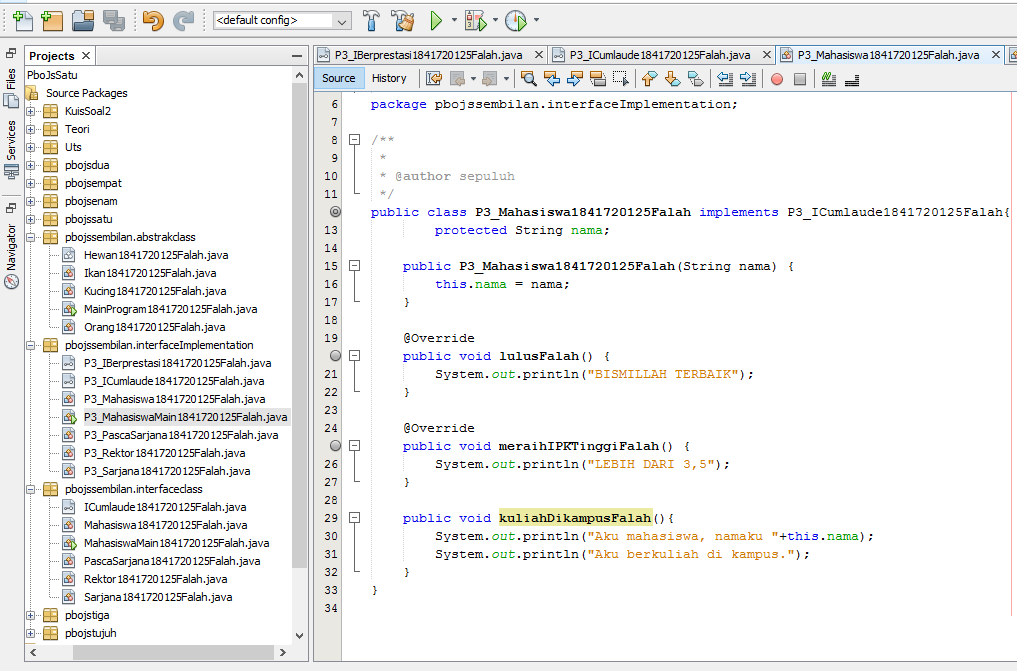 <default config>
Projects
Files
Services
Navigator
PboJsSatu
Source Packages
KuisSoal2
Teori
Uts
pbojsdua
pbojsempat
pbojsenam
pbojssatu
pbojssembilan.abstrakclass
Hewan1841720125Falah.java
Ikan1841720125Falah.java
Kucing1841720125Falah.java
MainProgram1841720125Falah.java
Orang1841720125Falah.java
pbojssembilan.interfaceImplementation
P3_IBerprestasi1841720125Falah.java
P3_ICumlaude1841720125Falah.java
P3_Mahasiswa1841720125Falah.java
P3_MahasiswaMain1841720125Falah.java
P3_PascaSarjana1841720125Falah.java
P3_Rektor1841720125Falah.java
P3_Sarjana1841720125Falah.java
pbojssembilan.interfaceclass
ICumlaude1841720125Falah.java
Mahasiswa1841720125Falah.java
MahasiswaMain1841720125Falah.java
PascaSarjana1841720125Falah.java
Rektor1841720125Falah.java
Sarjana1841720125Falah.java
pbojstiga
pbojstujuh
P3_IBerprestasi1841720125Falah.java P3_ICumlaude1841720125Falah.java P3_Mahasiswa1841720125Falah.java
Source History
6 package pbojssembilan.interfaceImplementation;
7
8 /**
9 *
10 * @author sepuluh
11 */
public class P3_Mahasiswa1841720125Falah implements P3_ICumlaude1841720125Falah{
13 protected String nama;
14
15 public P3_Mahasiswa1841720125Falah(String nama) {
16 this.nama = nama;
17 }
18
19 @Override
public void lulusFalah() {
21 System.out.println("BISMILLAH TERBAIK");
22 }
23
24 @Override
public void meraihIPKTinggiFalah() {
26 System.out.println("LEBIH DARI 3,5");
27 }
28
29 public void kuliahDikampusFalah(){
30 System.out.println("Aku mahasiswa, namaku "+this.nama);
31 System.out.println("Aku berkuliah di kampus.");
32 }
33 }
34